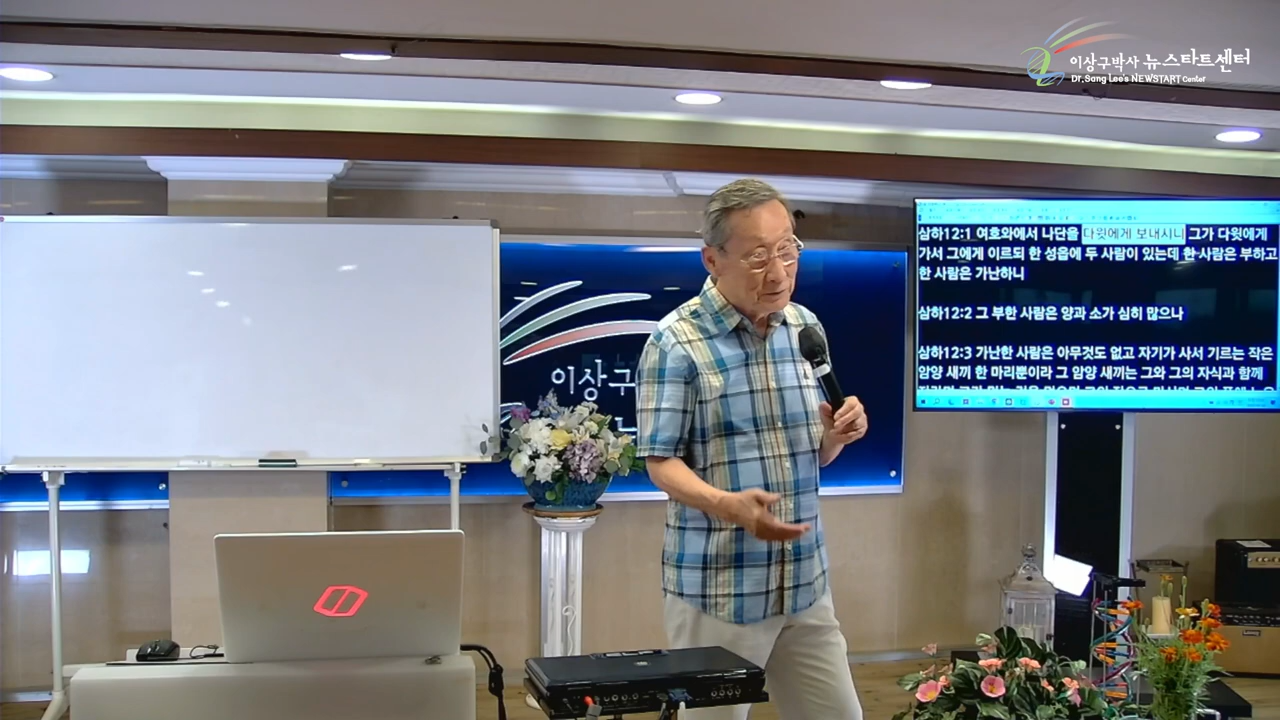 이상구박사 뉴스타트센터
Dr. Sang Lee's NEWSTART Center
삼하12:1 여호와께서 나단을 다윗에게 보내시니 그가 다윗에게
가서 그에게 이르되 한 성읍에 두 사람이 있는데 한 사람은 부하고
한 사람은 가난하니
삼하12:2 그 부한 사람은 양과 소가 심히 많으나
삼하12:3 가난한 사람은 아무것도 없고 자기가 사서 기르는 작은
암양 새끼 한 마리뿐이라 그 암양 새끼는 그와 그의 자식과 함께
이상구